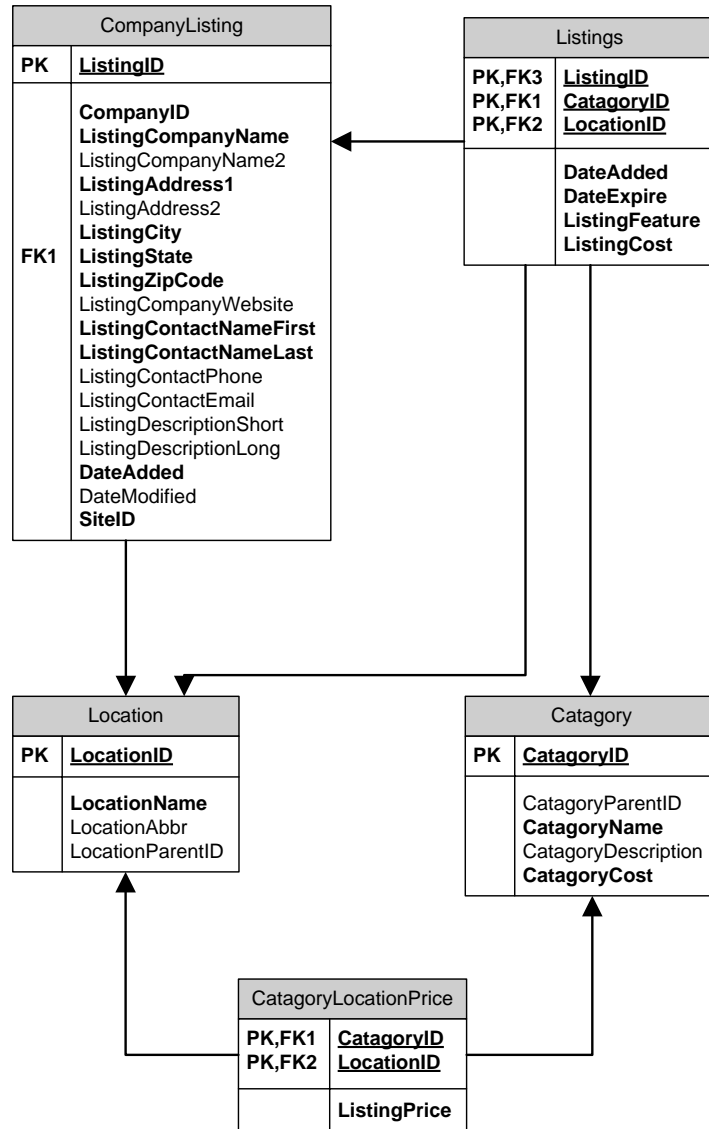 CompanyListing
PK ListingID
CompanyID
ListingCompanyName
ListingCompanyName2
ListingAddress1
ListingAddress2
ListingCity
FK1 ListingState
ListingZipCode
ListingCompanyWebsite
ListingContactNameFirst
ListingContactNameLast
ListingContactPhone
ListingContactEmail
ListingDescriptionShort
ListingDescriptionLong
DateAdded
DateModified
SiteID
Listings
PK,FK3 ListingID
PK,FK1 CatagoryID
PK,FK2 LocationID
DateAdded
DateExpire
ListingFeature
ListingCost
Location
PK LocationID
LocationName
LocationAbbr
LocationParentID
Catagory
PK CatagoryID
CatagoryParentID
CatagoryName
CatagoryDescription
CatagoryCost
CatagoryLocationPrice
PK,FK1 CatagoryID
PK,FK2 LocationID
ListingPrice